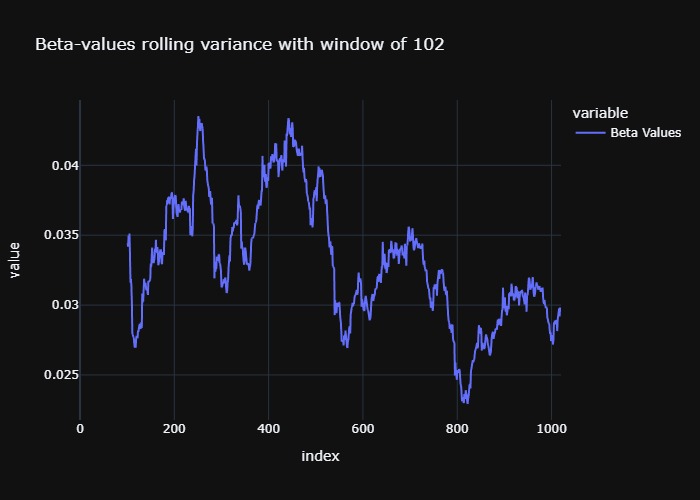 Beta-values rolling variance with window of 102
variable
Beta Values
0.04
0.035
0.03
0.025
value
0
200
400
600
800
1000
index